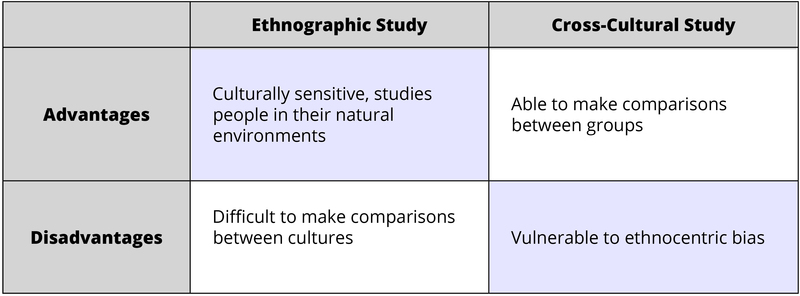 Ethnographic Study
Cross-Cultural Study
Advantages
Culturally sensitive, studies
people in their natural
environments
Able to make comparisons
between groups
Disadvantages
Difficult to make comparisons
between cultures
Vulnerable to ethnocentric bias